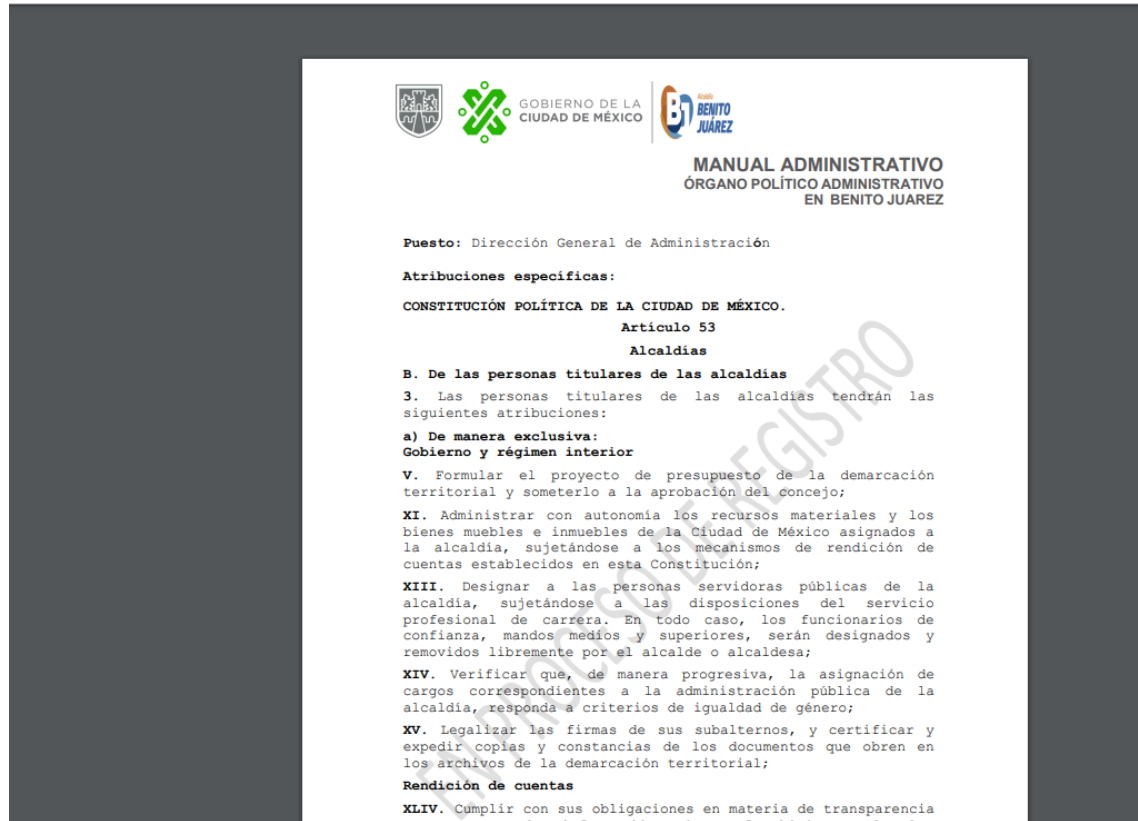 GOBIERNO DE LA
CIUDAD DE MÉXICO
Alcaldía
BENITO
JUÁREZ
BJ
MANUAL ADMINISTRATIVO
ÓRGANO POLÍTICO ADMINISTRATIVO
EN BENITO JUAREZ
Puesto: Dirección General de Administración
Atribuciones específicas:
CONSTITUCIÓN POLÍTICA DE LA CIUDAD DE MÉXICO.
Artículo 53
Alcaldías
B. De las personas titulares de las alcaldías
3. Las personas titulares de las alcaldías tendrán las
siguientes atribuciones:
a) De manera exclusiva:
Gobierno y régimen interior
V. Formular el proyecto de presupuesto de la demarcación
territorial y someterlo a la aprobación del concejo;
XI. Administrar con autonomía los recursos materiales y los
bienes muebles e inmuebles de la Ciudad de México asignados a
la alcaldía, sujetándose a los mecanismos de rendición de
cuentas establecidos en esta Constitución;
XIII. Designar a las personas servidoras públicas de la
alcaldía, sujetándose a las disposiciones del servicio
profesional de carrera. En todo caso, los funcionarios de
confianza, mandos medios y superiores, serán designados y
removidos libremente por el alcalde o alcaldesa;
XIV. Verificar que, de manera progresiva, la asignación de
cargos correspondientes a la administración pública de la
alcaldía, responda a criterios de igualdad de género;
XV. Legalizar las firmas de sus subalternos, y certificar y
expedir copias y constancias de los documentos que obren en
los archivos de la demarcación territorial;
Rendición de cuentas
XLIV. Cumplir con sus obligaciones en materia de transparencia
EN PROCESO DE REGISTRO